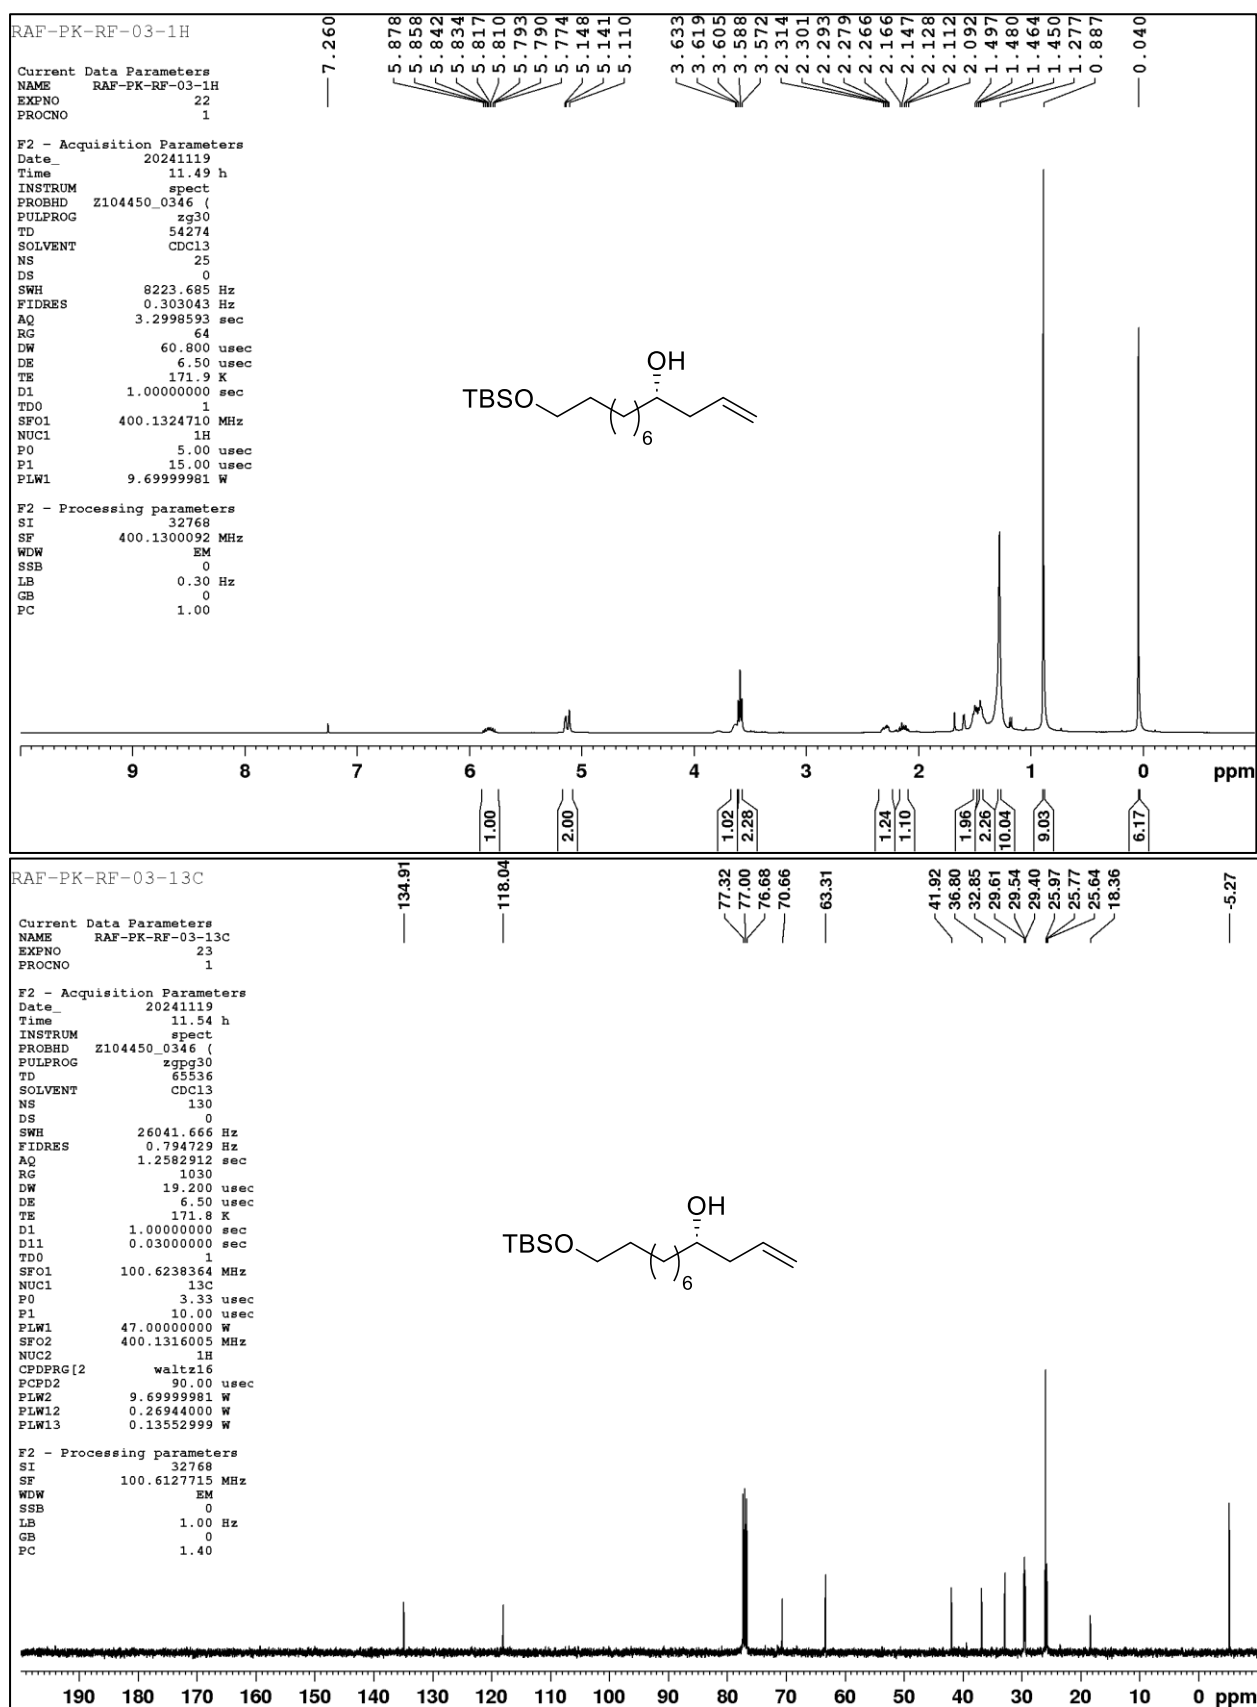 RAF-PK-RF-03-1H
7.260
5.878
5.858
5.842
5.834
5.817
5.810
5.793
5.790
5.774
5.148
5.141
5.110
3.633
3.619
3.605
3.588
3.572
2.314
2.301
2.293
2.279
2.266
2.166
2.147
2.128
2.112
2.092
1.497
1.480
1.464
1.450
1.277
0.887
0.040
Current Data Parameters
NAME RAF-PK-RF-03-1H
EXPNO 22
PROCNO 1
F2 - Acquisition Parameters
Date_ 20241119
Time 11.49 h
INSTRUM spect
PROBHD Z104450_0346 (
PULPROG zg30
TD 54274
SOLVENT CDCl3
NS 25
DS 0
SWH 8223.685 Hz
FIDRES 0.303043 Hz
AQ 3.2998593 sec
RG 64
DW 60.800 usec
DE 6.50 usec
TE 171.9 K
D1 1.00000000 sec
TD0 1
SFO1 400.1324710 MHz
NUC1 1H
P0 5.00 usec
P1 15.00 usec
PLW1 9.69999981 W
F2 - Processing parameters
SI 32768
SF 400.1300092 MHz
WDW EM
SSB 0
LB 0.30 Hz
GB 0
PC 1.00
OH
TBSO
6
9 8 7 6 5 4 3 2 1 0 ppm
1.00
2.00
1.02
2.28
1.24
1.10
1.96
2.26
10.04
9.03
6.17
RAF-PK-RF-03-13C
134.91
118.04
77.32
77.00
76.68
70.66
63.31
41.92
36.80
32.85
29.61
29.54
29.40
25.97
25.77
25.64
18.36
-5.27
Current Data Parameters
NAME RAF-PK-RF-03-13C
EXPNO 23
PROCNO 1
F2 - Acquisition Parameters
Date_ 20241119
Time 11.54 h
INSTRUM spect
PROBHD Z104450_0346 (
PULPROG zgpg30
TD 65536
SOLVENT CDCl3
NS 130
DS 0
SWH 26041.666 Hz
FIDRES 0.794729 Hz
AQ 1.2582912 sec
RG 1030
DW 19.200 usec
DE 6.50 usec
TE 171.8 K
D1 1.00000000 sec
D11 0.03000000 sec
TD0 1
SFO1 100.6238364 MHz
NUC1 13C
P0 3.33 usec
P1 10.00 usec
PLW1 47.00000000 W
SFO2 400.1316005 MHz
NUC2 1H
CPDPRG[2 waltz16
PCPD2 90.00 usec
PLW2 9.69999981 W
PLW12 0.26944000 W
PLW13 0.13552999 W
F2 - Processing parameters
SI 32768
SF 100.6127715 MHz
WDW EM
SSB 0
LB 1.00 Hz
GB 0
PC 1.40
OH
TBSO
6
190 180 170 160 150 140 130 120 110 100 90 80 70 60 50 40 30 20 10 0 ppm